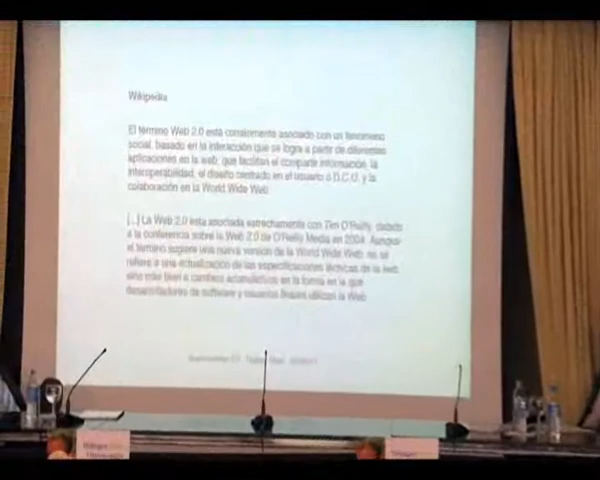 Wikipedia
El término Web 2.0 está comúnmente asociado con un fenómeno
social, basado en la interacción que se logra a partir de diferentes
aplicaciones en la web, que facilitan el compartir información, la
interoperabilidad, el diseño centrado en el usuario o D.C.U. y la
colaboración en la World Wide Web
[...] La Web 2.0 esta asociada estrechamente con Tim O'Reilly, debido
a la conferencia sobre la Web 2.0 de O'Reilly Media en 2004. Aunque
el término sugiere una nueva versión de la World Wide Web, no se
refiere a una actualización de las especificaciones técnicas de la web
sino más bien a cambios acumulativos en la forma en la que
desarrolladores de software y usuarios finales utilizan la Web